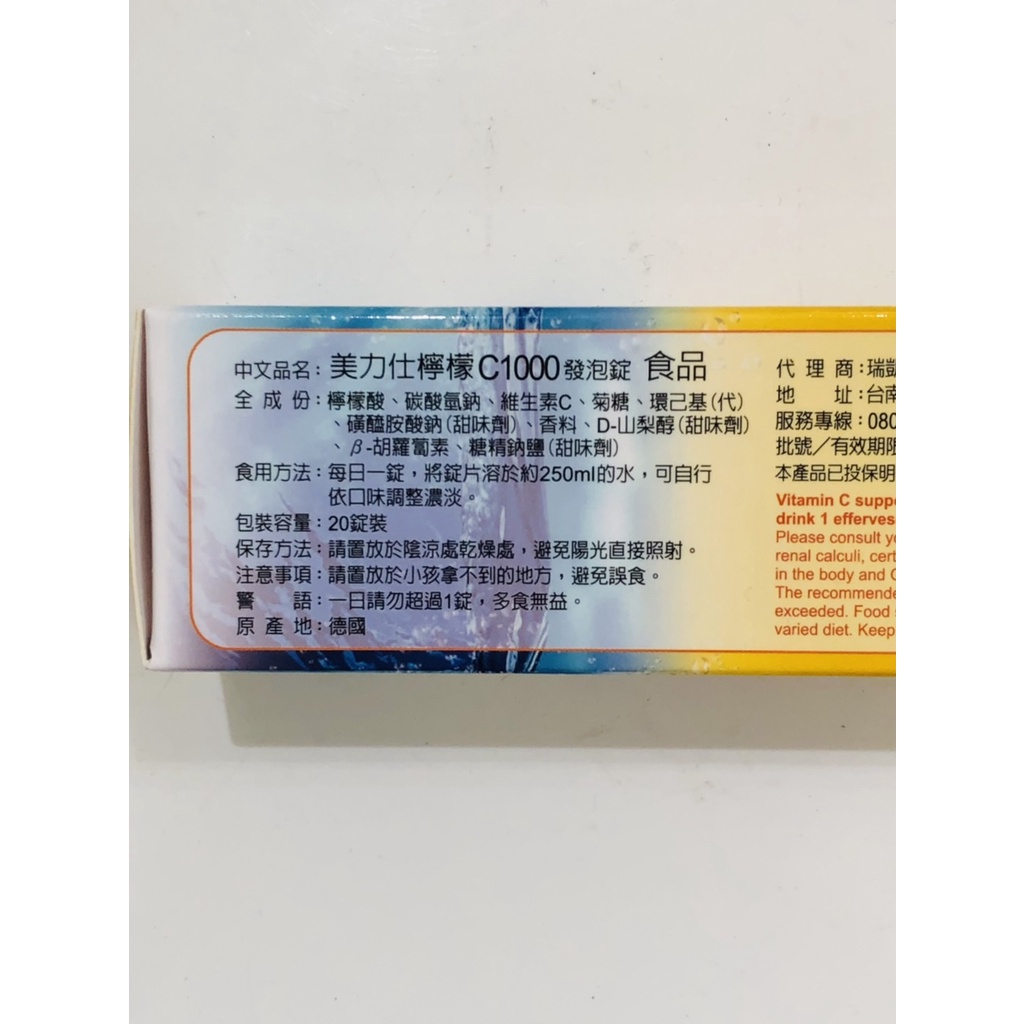 中文品名：美力仕檸檬C1000發泡錠 食品
全成份：檸檬酸、碳酸氫鈉、維生素C、菊糖、環己基(代)
、磺醯胺酸鈉(甜味劑)、香料、D-山梨醇(甜味劑)
、β-胡蘿蔔素、糖精鈉鹽(甜味劑)
食用方法：每日一錠，將錠片溶於約250ml的水，可自行
依口味調整濃淡。
包裝容量：20錠裝
保存方法：請置放於陰涼處乾燥處，避免陽光直接照射。
注意事項：請置放於小孩拿不到的地方，避免誤食。
警語：一日請勿超過1錠，多食無益。
原產地：德國
代理商：瑞凱
地址：台南
服務專線：080
批號／有效期限
本產品已投保明
Vitamin C supp
drink 1 efferves
Please consult yo
renal calculi, cert
in the body and G
The recommende
exceeded. Food s
varied diet. Keep